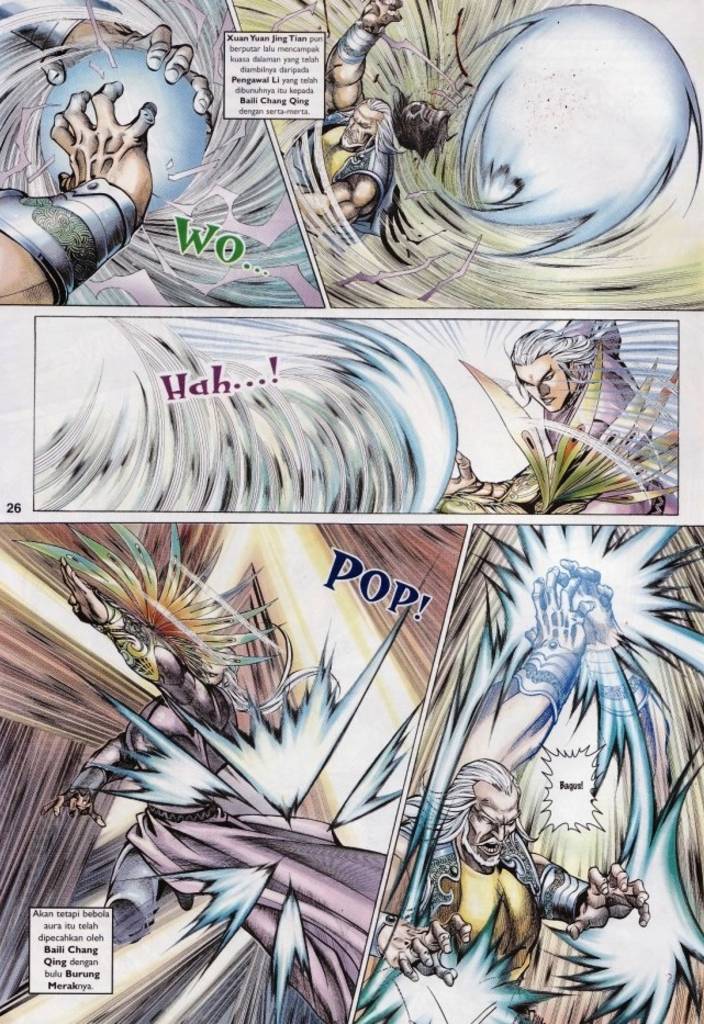 Xuan Yuan Jing Tian pun
berputar lalu mencampak
kuasa dalaman yang telah
diambilnya daripada
Pengawal Li yang telah
dibunuhnya itu kepada
Baili Chang Qing
dengan serta-merta.
WO...
Hah...!
26
POP!
Bagus!
Akan tetapi bebola
aura itu telah
dipecahkan oleh
Baili Chang
Qing dengan
bulu Burung
Meraknya.